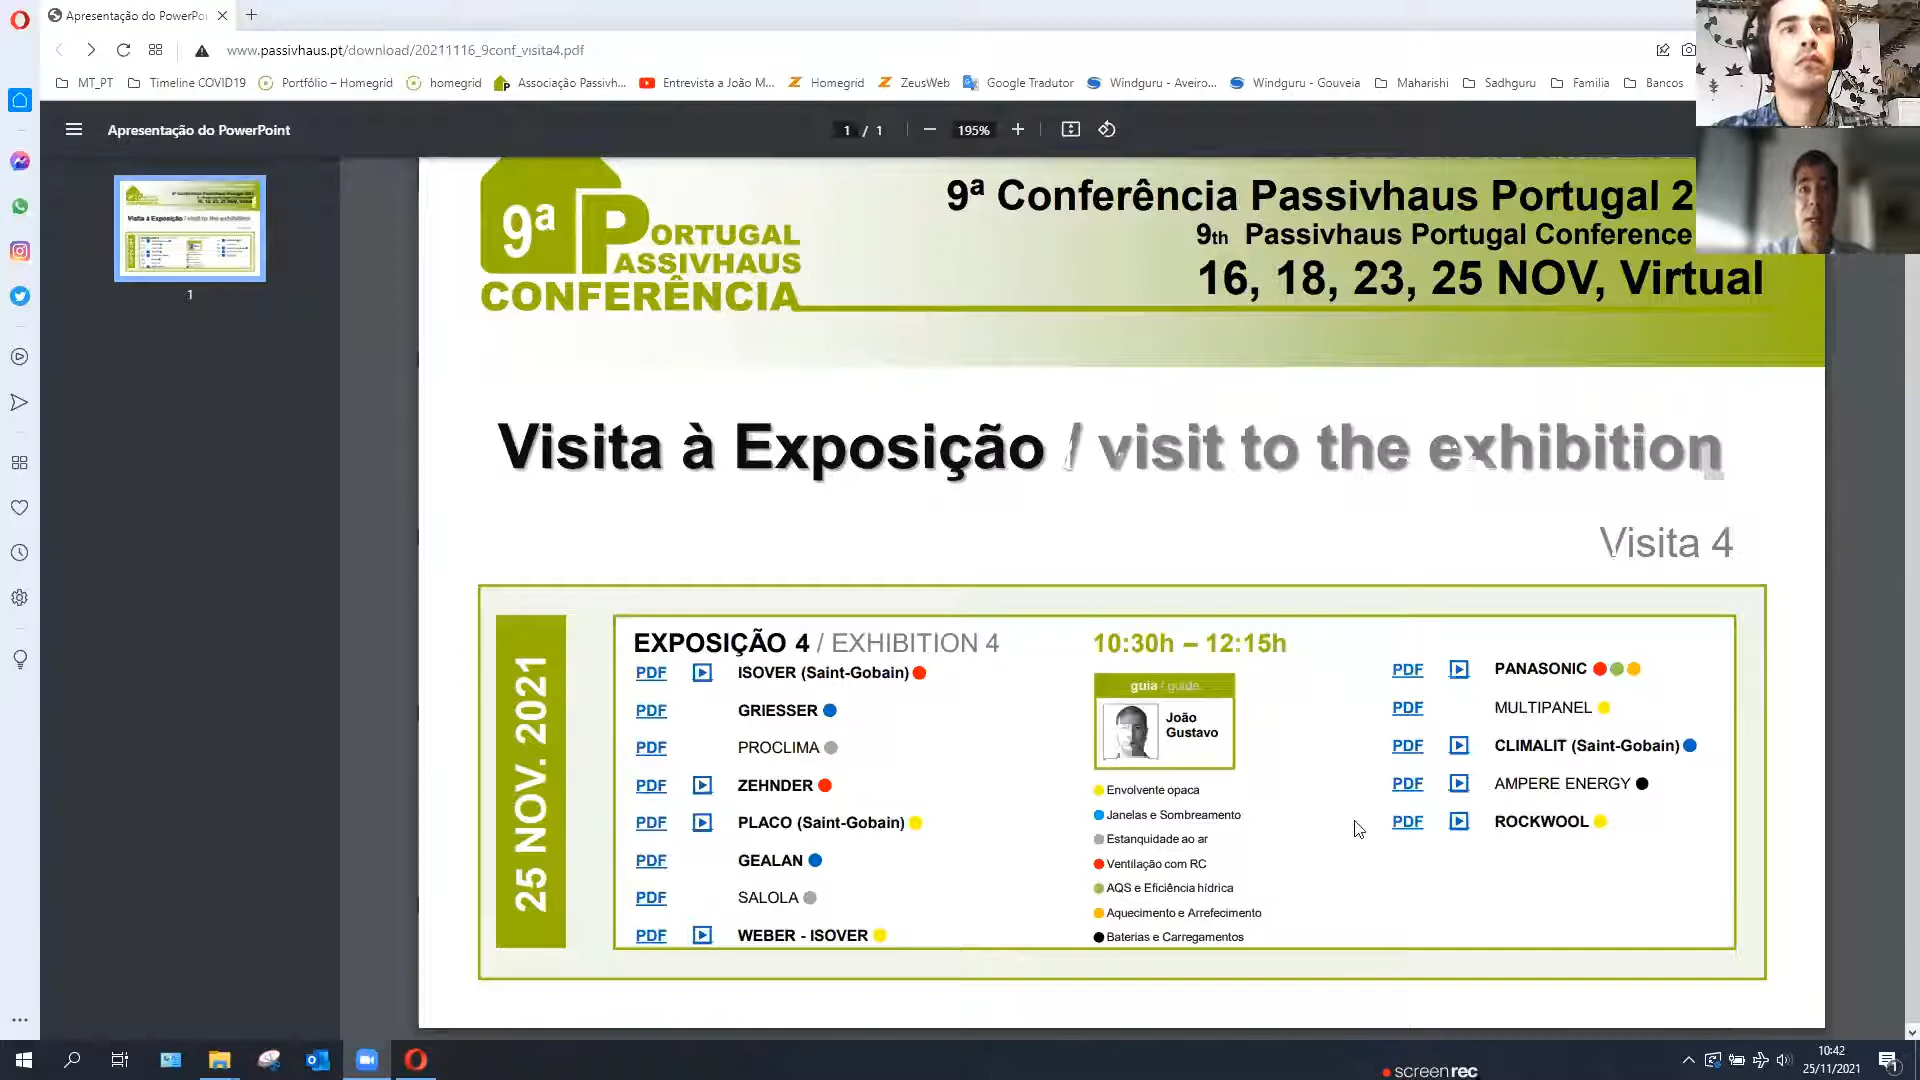 Apresentação do PowerPo
www.passivhaus.pt/download/20211116_9conf_visita4.pdf
MT_PT
Timeline COVID19
Portfólio – Homegrid
homegrid
Associação Passivh...
Entrevista a João M...
Homegrid
ZeusWeb
Google Tradutor
Windguru - Aveiro...
Windguru - Gouveia
Maharishi
Sadhguru
Familia
Bancos
Apresentação do PowerPoint
1 / 1
195%
1
9ª
PORTUGAL
PASSIVHAUS
CONFERÊNCIA
9ª Conferência Passivhaus Portugal 2
9th Passivhaus Portugal Conference
16, 18, 23, 25 NOV, Virtual
Visita à Exposição / visit to the exhibition
Visita 4
25 NOV. 2021
EXPOSIÇÃO 4 / EXHIBITION 4
PDF ISOVER (Saint-Gobain)
PDF GRIESSER
PDF PROCLIMA
PDF ZEHNDER
PDF PLACO (Saint-Gobain)
PDF GEALAN
PDF SALOLA
PDF WEBER - ISOVER
10:30h – 12:15h
guia / guide
João
Gustavo
Envolvente opaca
Janelas e Sombreamento
Estanquidade ao ar
Ventilação com RC
AQS e Eficiência hídrica
Aquecimento e Arrefecimento
Baterias e Carregamentos
PDF PANASONIC
PDF MULTIPANEL
PDF CLIMALIT (Saint-Gobain)
PDF AMPERE ENERGY
PDF ROCKWOOL
screenrec
10:42
25/11/2021
1